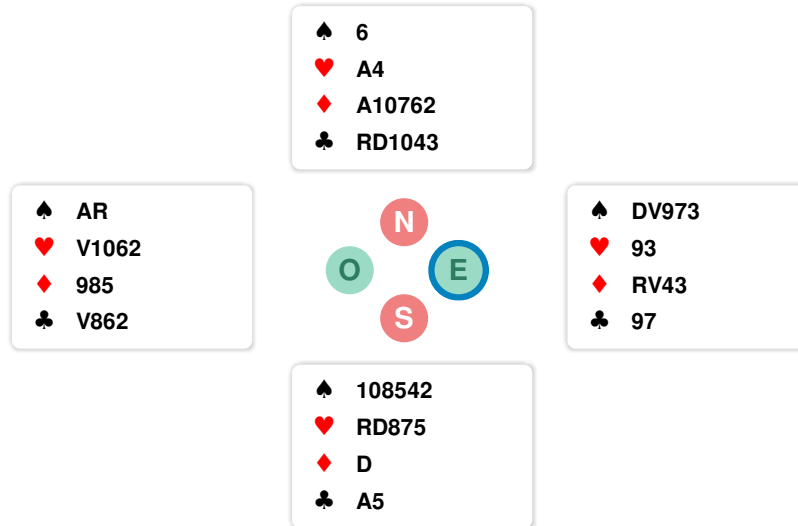 ♠ 6
♥ A4
♦ A10762
♣ RD1043
♠ AR
♥ V1062
♦ 985
♣ V862
N
O
E
S
♠ DV973
♥ 93
♦ RV43
♣ 97
♠ 108542
♥ RD875
♦ D
♣ A5